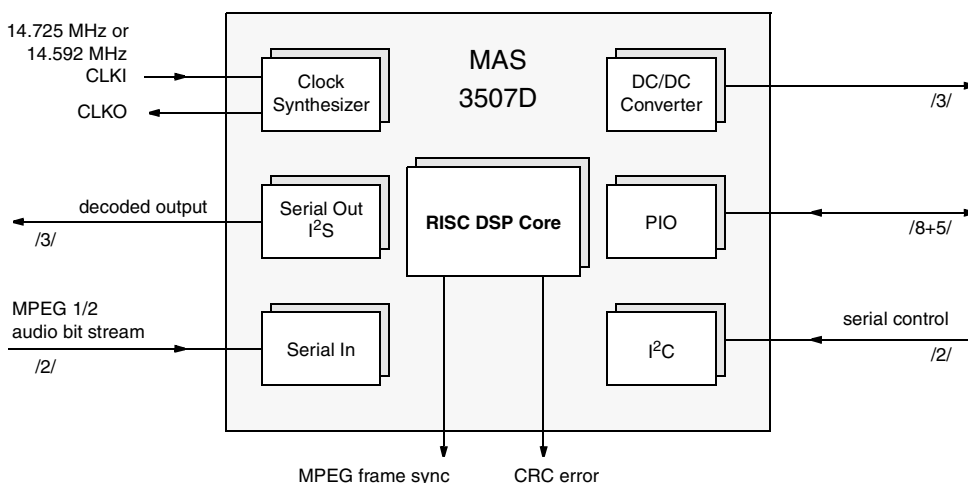 14.725 MHz or
14.592 MHz
CLKI
CLKO
Clock
Synthesizer
MAS
3507D
DC/DC
Converter
/3/
decoded output
/3/
Serial Out
I²S
RISC DSP Core
PIO
/8+5/
MPEG 1/2
audio bit stream
/2/
Serial In
I²C
serial control
/2/
MPEG frame sync
CRC error